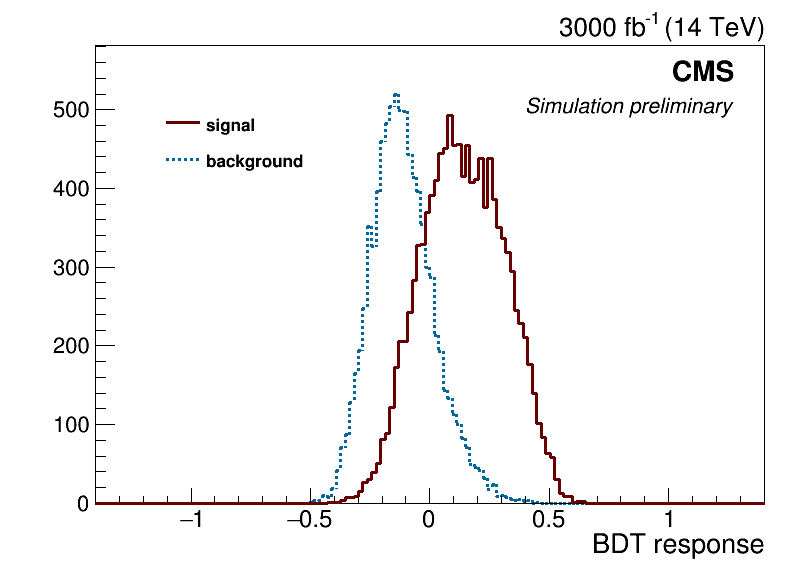 3000 fb⁻¹ (14 TeV)
CMS
Simulation preliminary
signal
background
500
400
300
200
100
0
−1 −0.5 0 0.5 1
BDT response